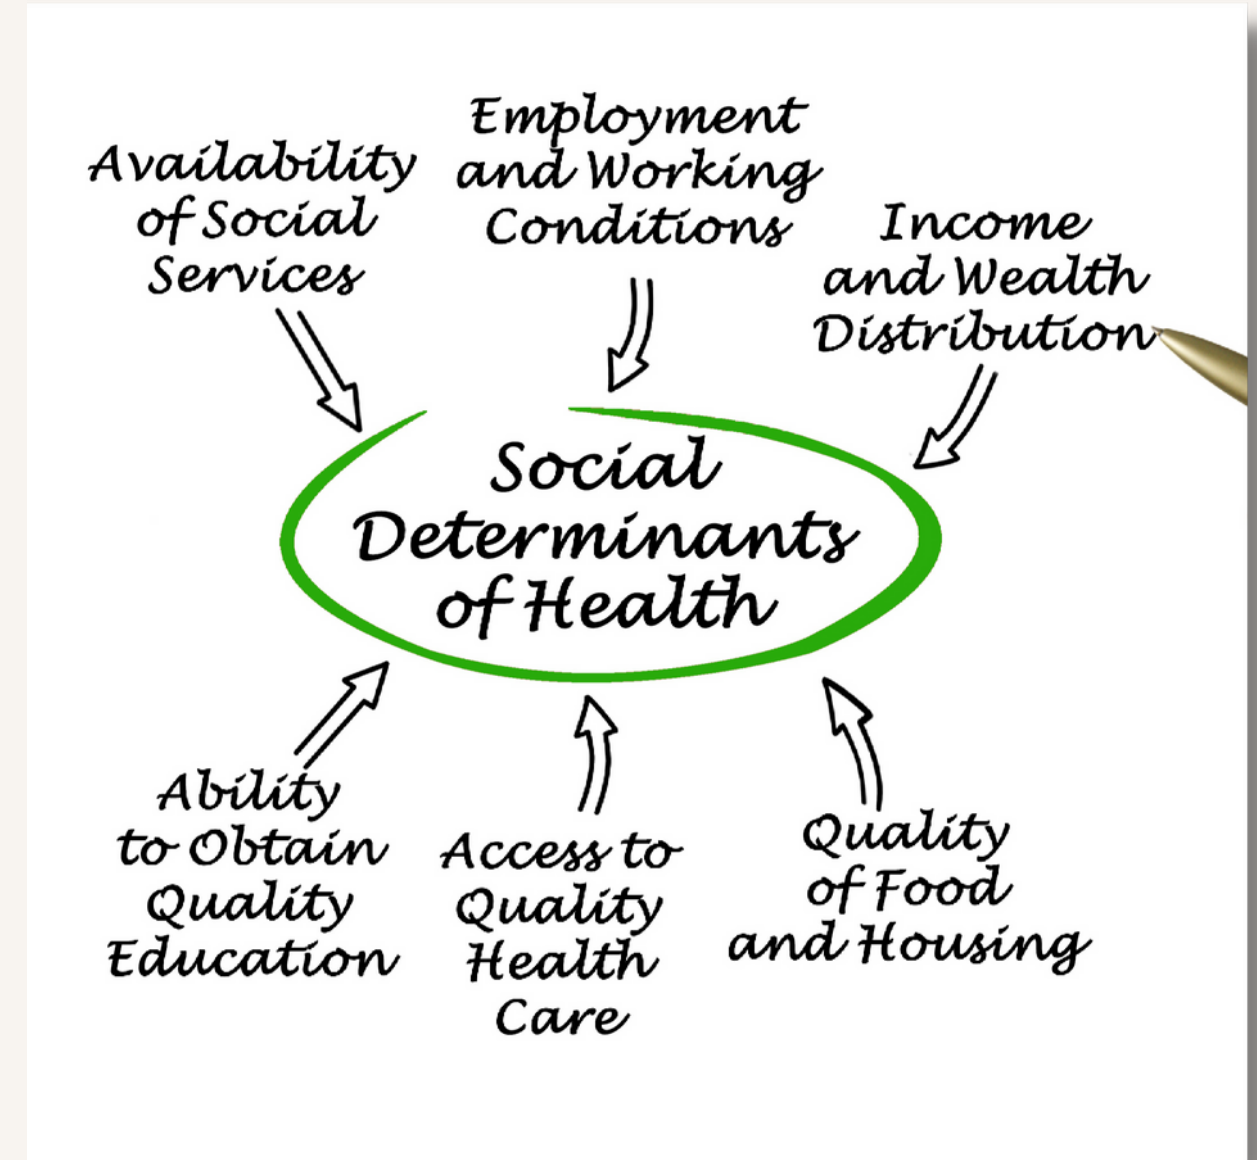 Availability
of Social
Services
Employment
and Working
Conditions
Income
and Wealth
Distribution
Social
Determinants
of Health
Ability
to Obtain
Quality
Education
Access to
Quality
Health
Care
Quality
of Food
and Housing